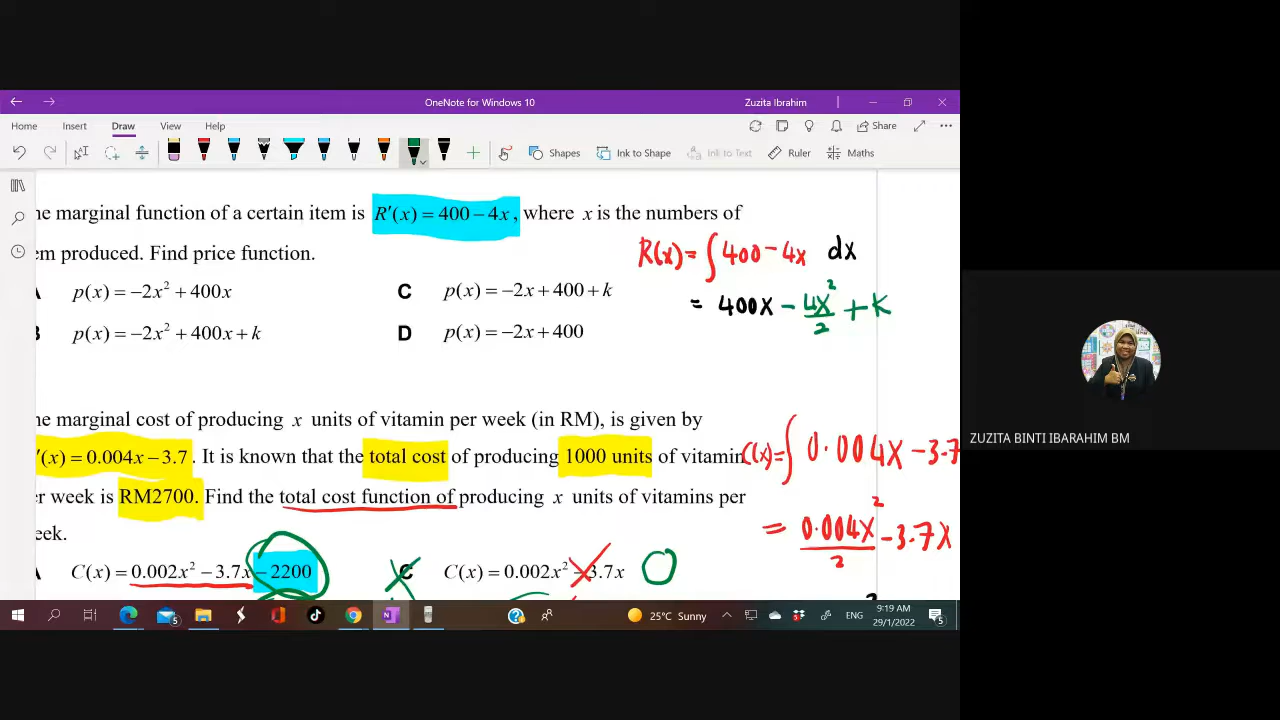 OneNote for Windows 10
Zuzita Ibrahim
Home Insert Draw View Help
Share
Shapes Ink to Shape Ink to Text Ruler Maths
he marginal function of a certain item is R′(x) = 400 − 4x, where x is the numbers of
em produced. Find price function.
R(x) = ∫ 400 − 4x dx
p(x) = −2x² + 400x
C p(x) = −2x + 400 + k
= 400x − 4x²/2 + k
p(x) = −2x² + 400x + k
D p(x) = −2x + 400
he marginal cost of producing x units of vitamin per week (in RM), is given by
′(x) = 0.004x − 3.7. It is known that the total cost of producing 1000 units of vitamin
C(x) = ∫ 0.004x − 3.7
er week is RM2700. Find the total cost function of producing x units of vitamins per
eek.
= 0.004x²/2 − 3.7x
C(x) = 0.002x² − 3.7x − 2200
C C(x) = 0.002x² − 3.7x 0
ZUZITA BINTI IBARAHIM BM
5
25°C Sunny
ENG
9:19 AM
29/1/2022
5